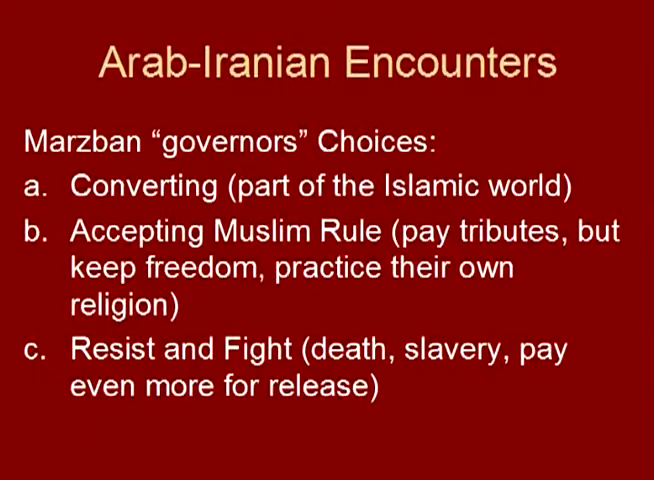 Arab-Iranian Encounters
Marzban “governors” Choices:
a. Converting (part of the Islamic world)
b. Accepting Muslim Rule (pay tributes, but
keep freedom, practice their own
religion)
c. Resist and Fight (death, slavery, pay
even more for release)